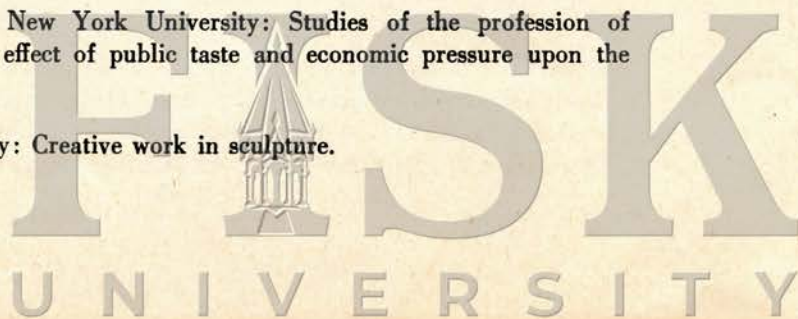 New York University: Studies of the profession of
effect of public taste and economic pressure upon the
y: Creative work in sculpture.
FISK
UNIVERSITY